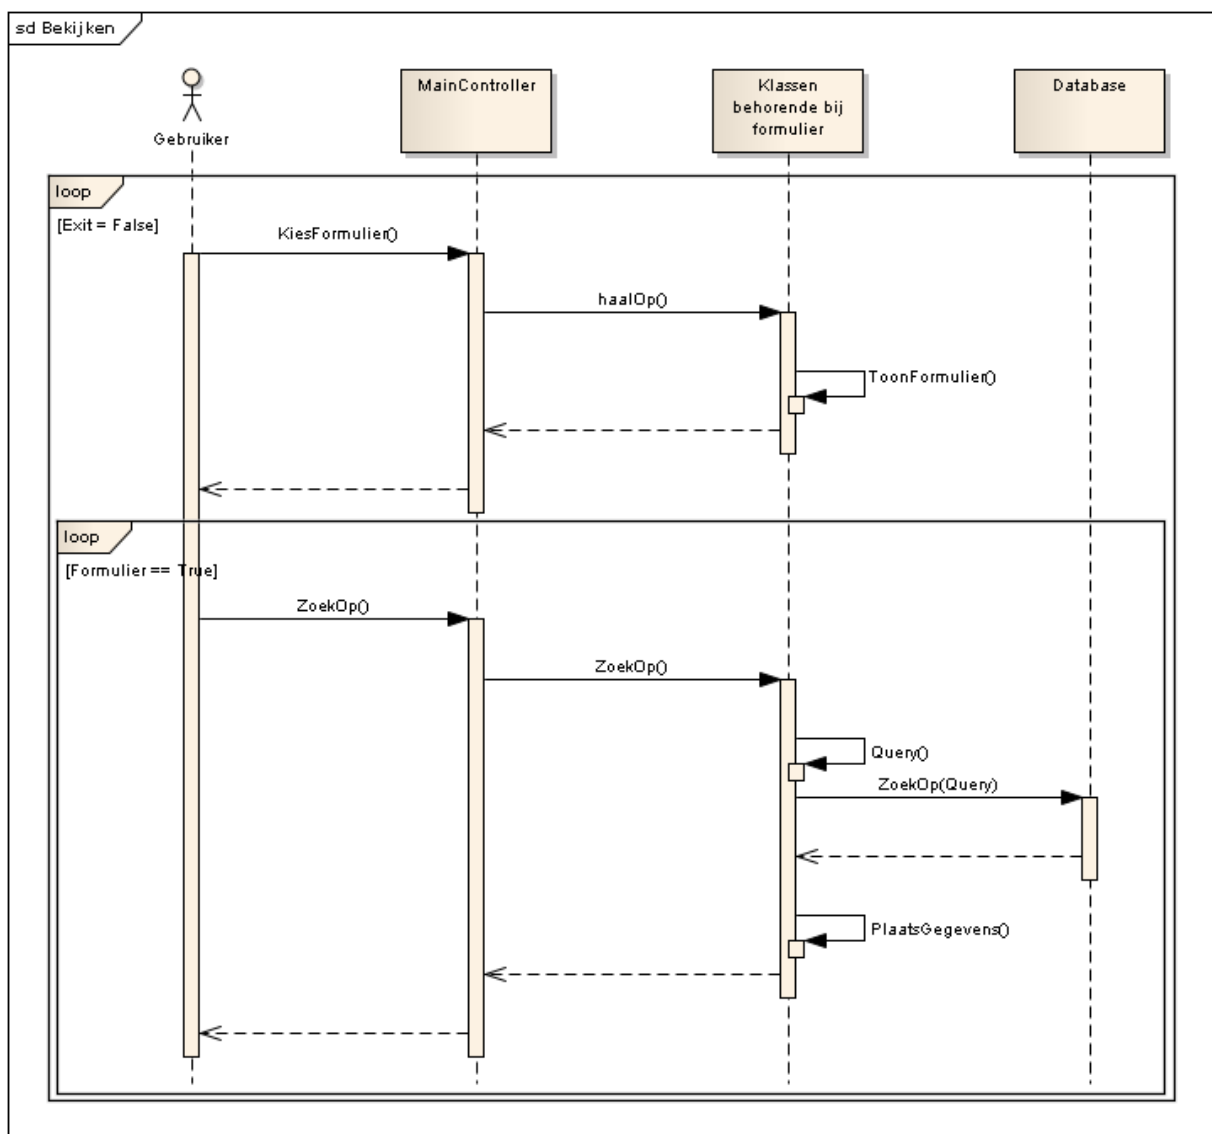 sd Bekijken
Gebruiker
MainController
Klassen
behorende bij
formulier
Database
loop
[Exit = False]
KiesFormulier()
haalOp()
ToonFormulier()
loop
[Formulier == True]
ZoekOp()
ZoekOp()
Query()
ZoekOp(Query)
PlaatsGegevens()